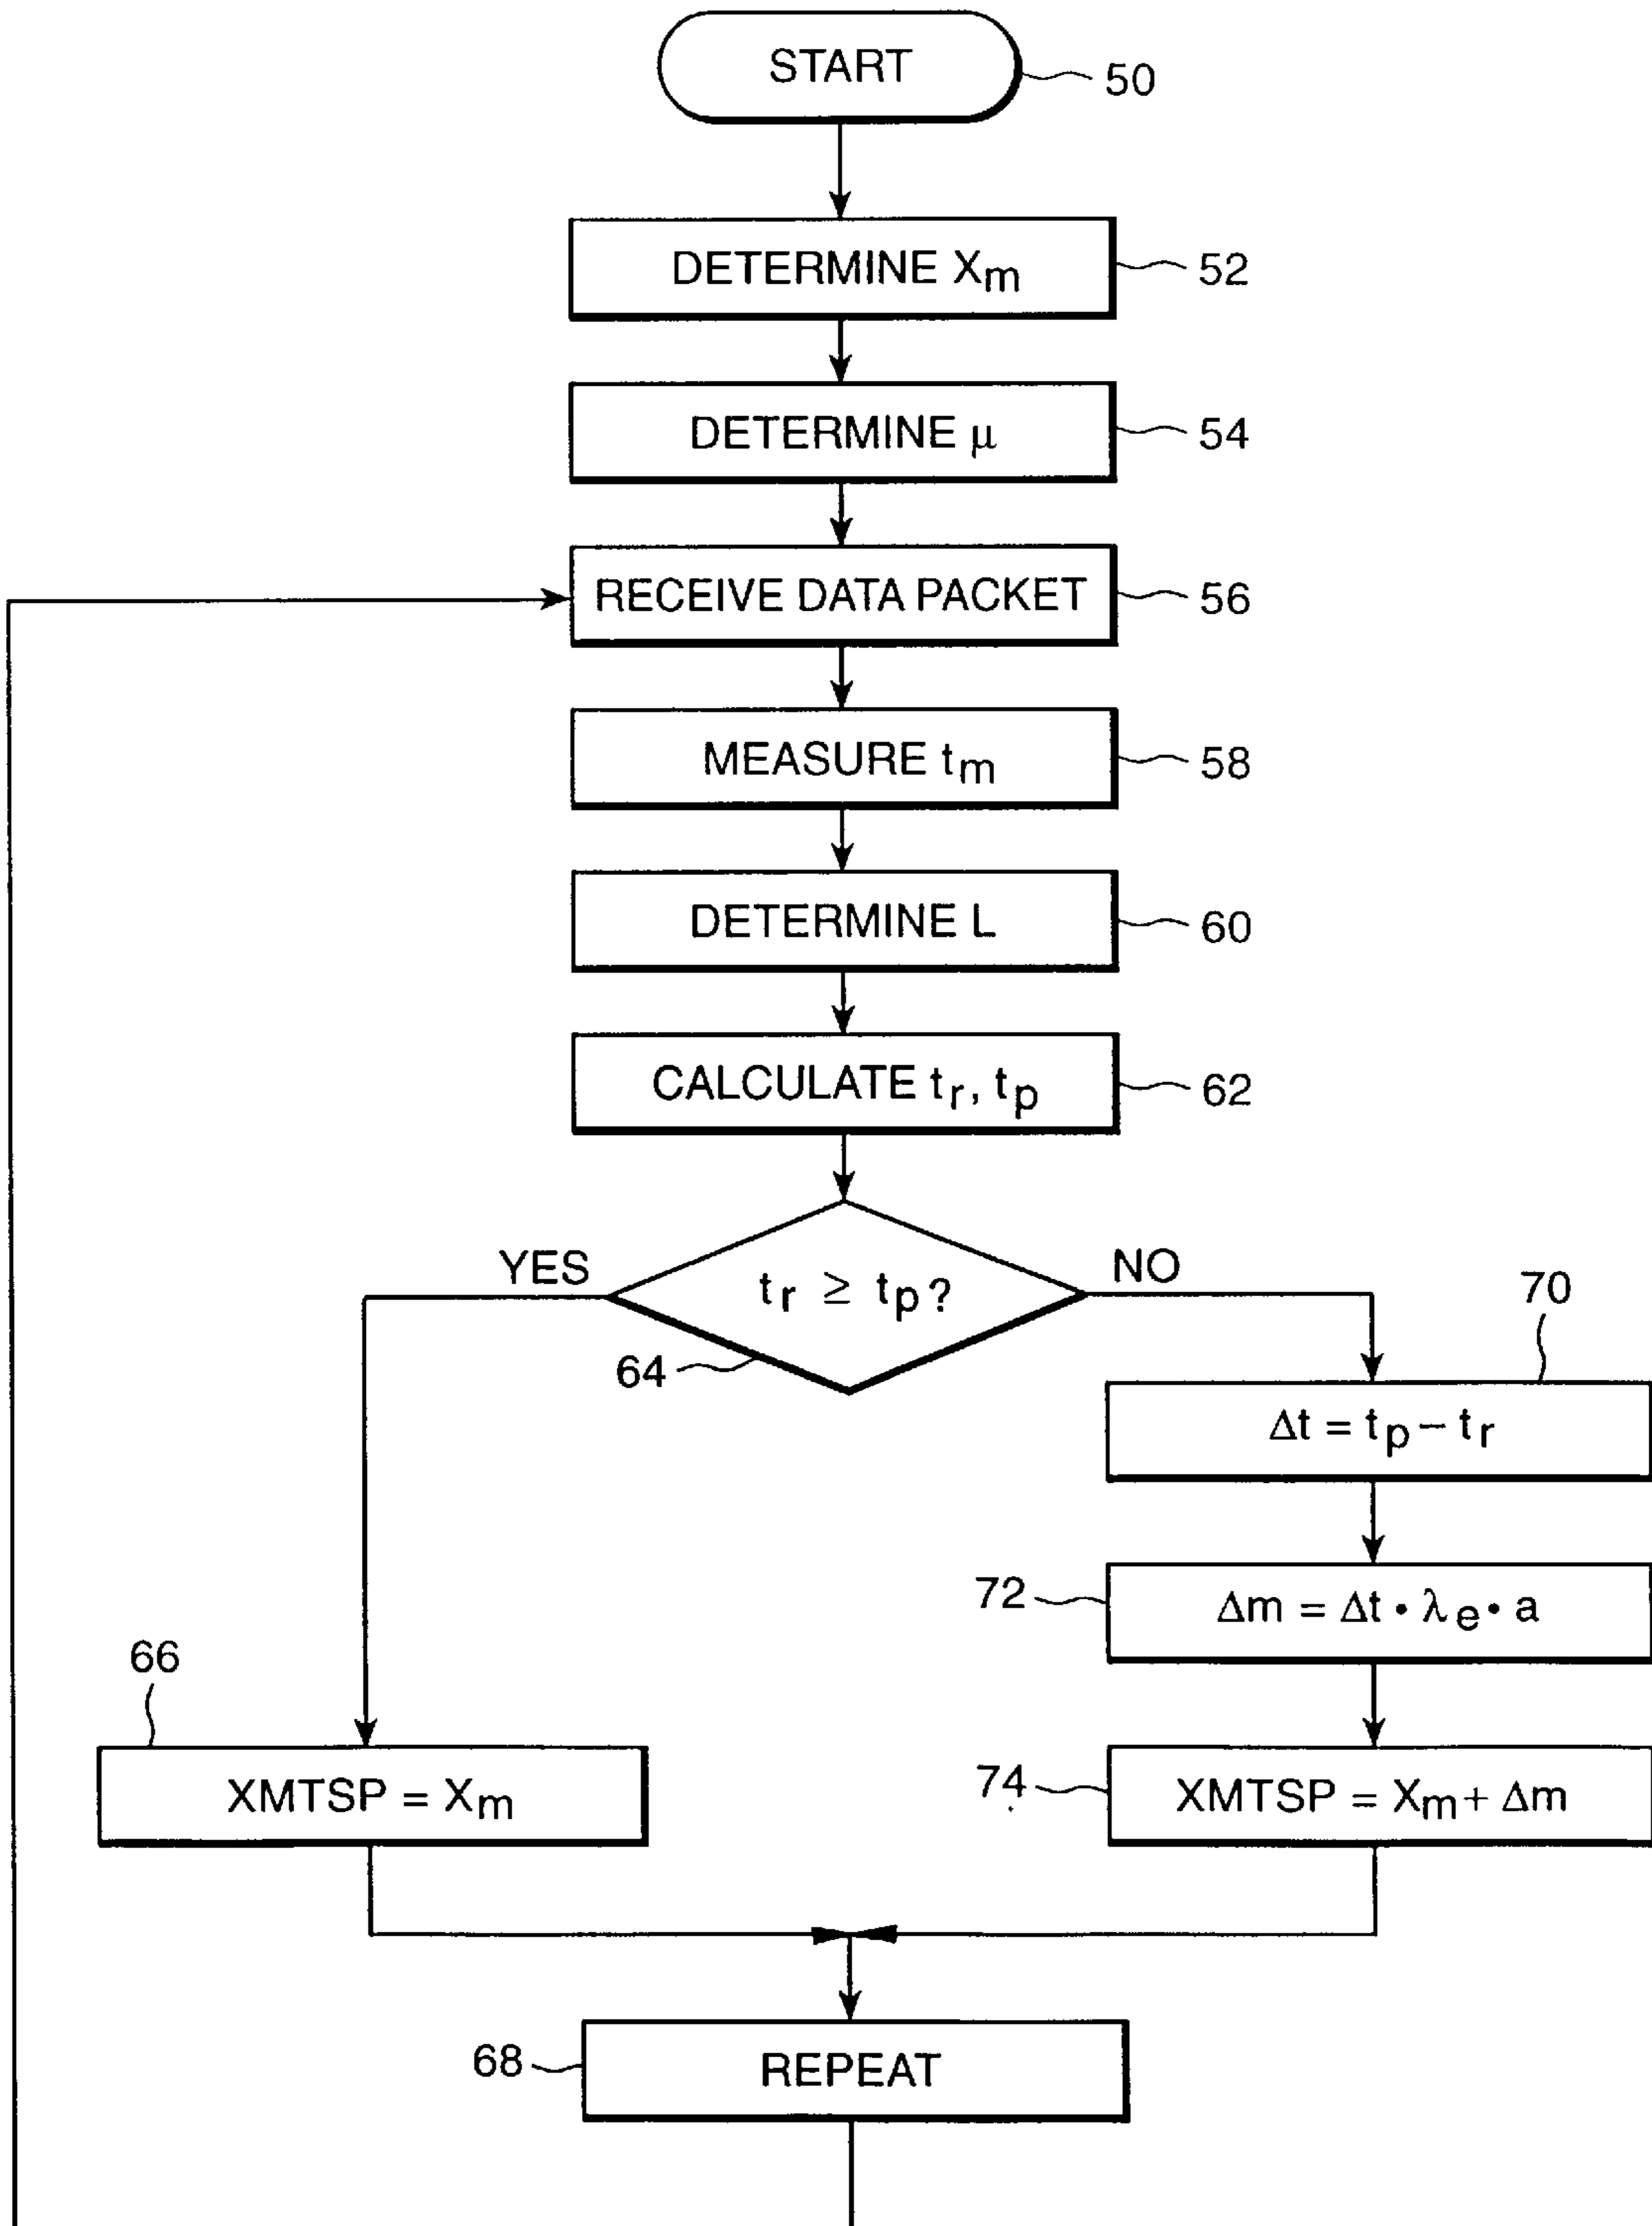 START
50
DETERMINE Xm
52
DETERMINE μ
54
RECEIVE DATA PACKET
56
MEASURE tm
58
DETERMINE L
60
CALCULATE tr, tp
62
YES
tr ≥ tp?
NO
64
70
Δt = tp − tr
72
Δm = Δt • λe • a
66
XMTSP = Xm
74
XMTSP = Xm + Δm
68
REPEAT